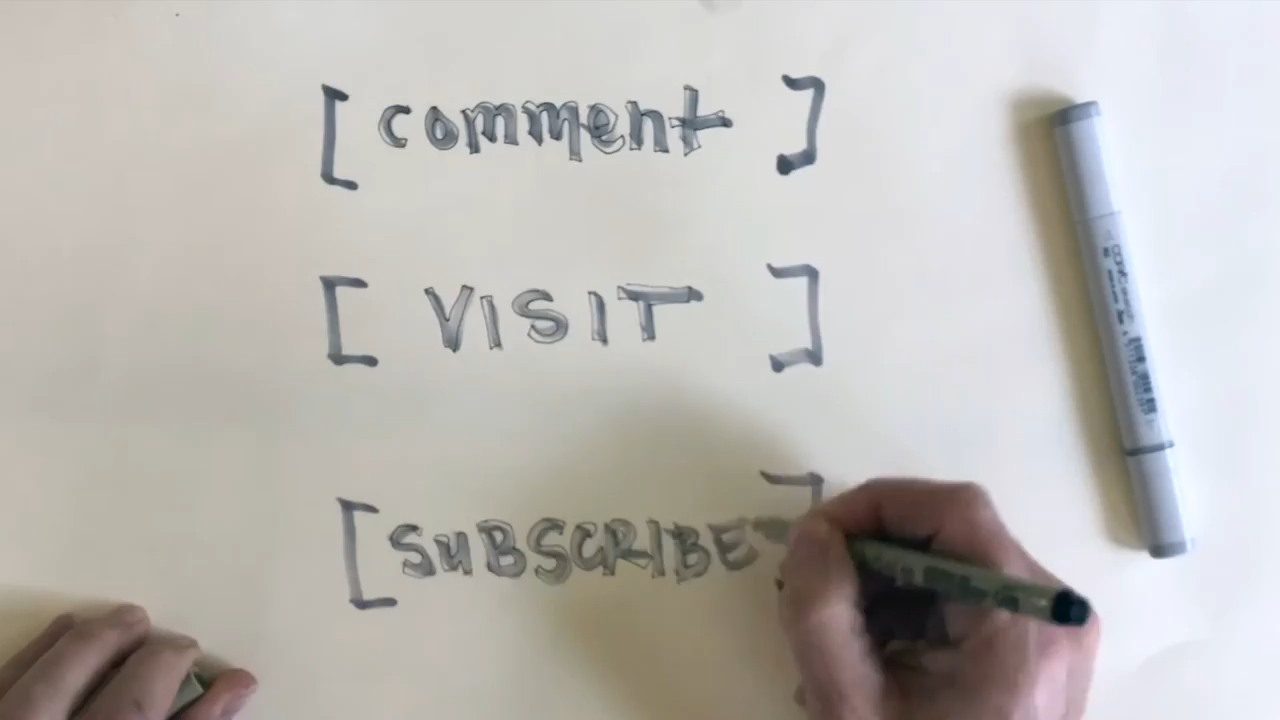 [ comment ]
[ VISIT ]
[ SUBSCRIBE ]